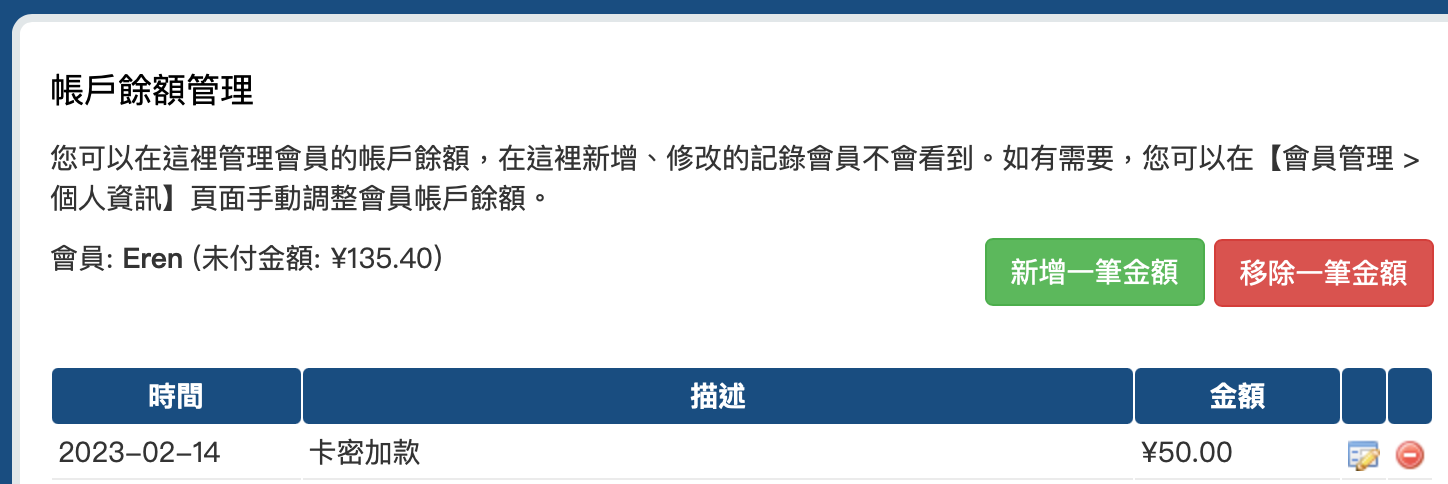 帳戶餘額管理
您可以在這裡管理會員的帳戶餘額，在這裡新增、修改的記錄會員不會看到。如有需要，您可以在【會員管理 >
個人資訊】頁面手動調整會員帳戶餘額。
會員: Eren (未付金額: ¥135.40)
新增一筆金額 移除一筆金額
時間 描述 金額
2023-02-14 卡密加款 ¥50.00